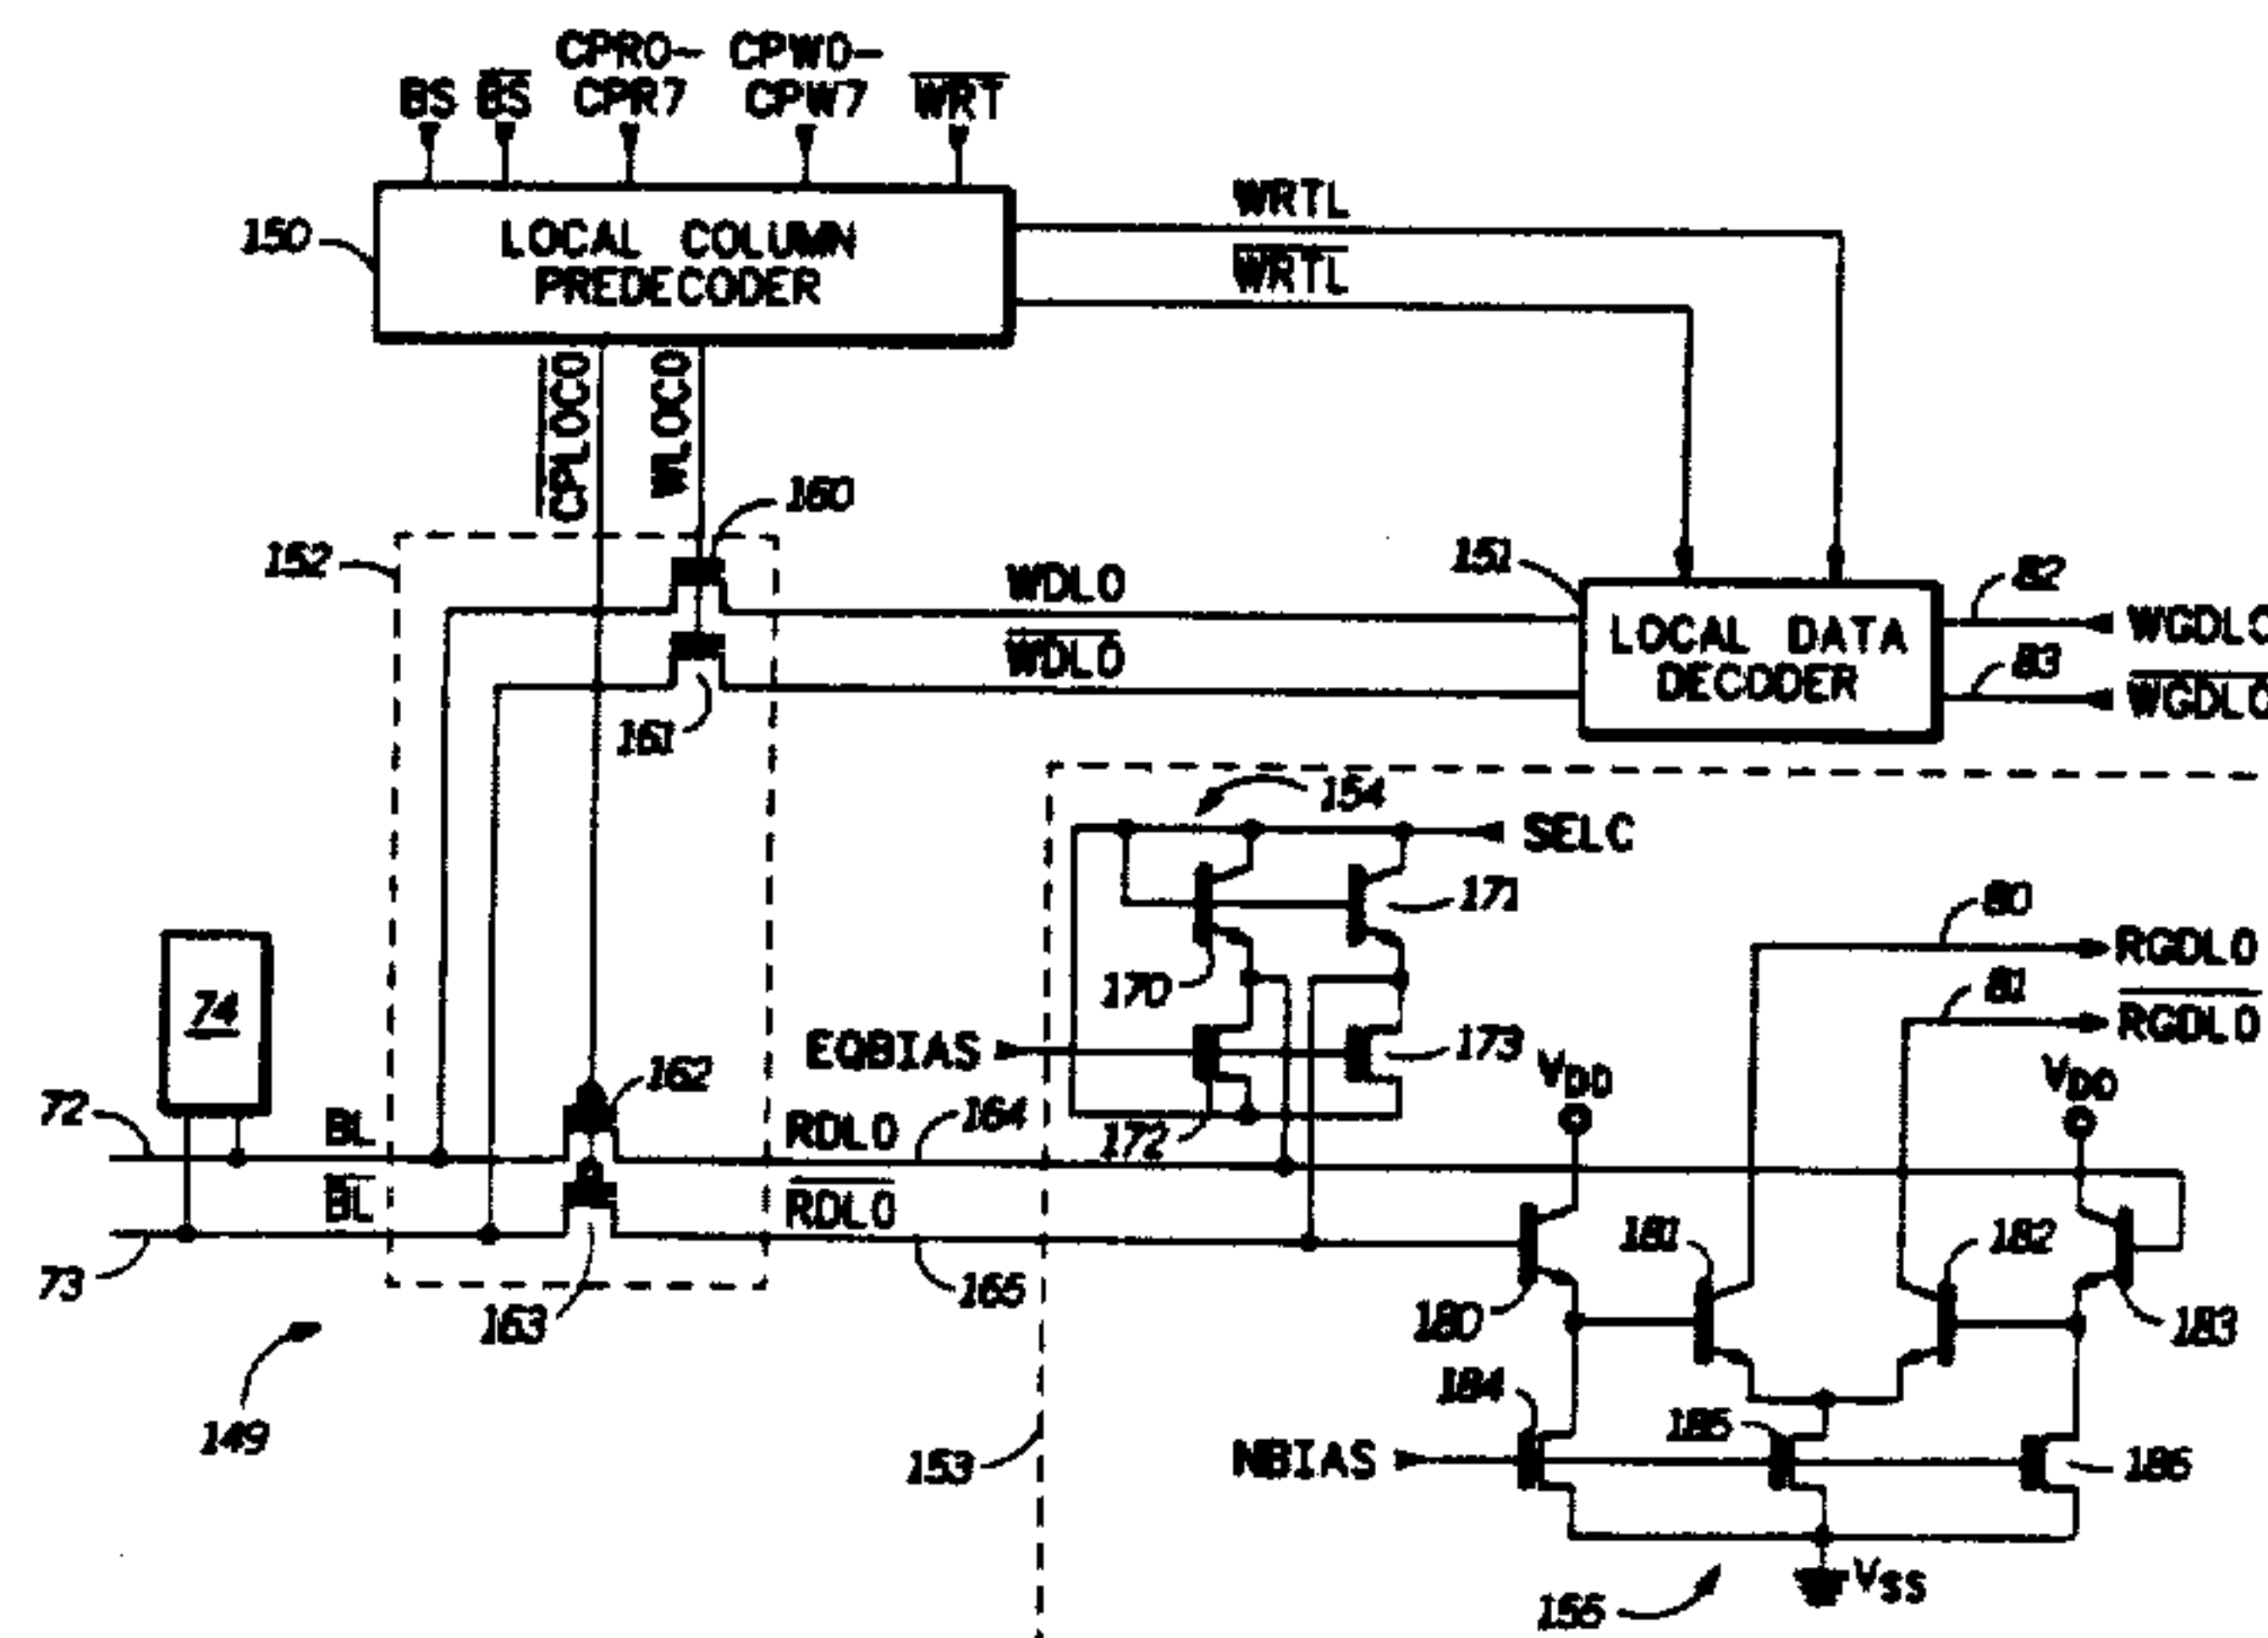 CPR0- CPW0-
BS BS CPR7 CPW7 WRT
150 LOCAL COLUMN
PREDECODER
WRTL
WRTL
CPLOC0 WLOC0
160
152
151
WDL0
WDL0
161
LOCAL DATA
DECODER
82
WGDL0
83
WGDL0
154
SELC
171
170
80
RGDL0
81
RGDL0
74
EQBIAS
173
172
VDD
VDD
72
BL
162
RDL0
164
73
BL
163
RDL0
165
180
181
182
183
149
153
184
185
186
NBIAS
155
VSS